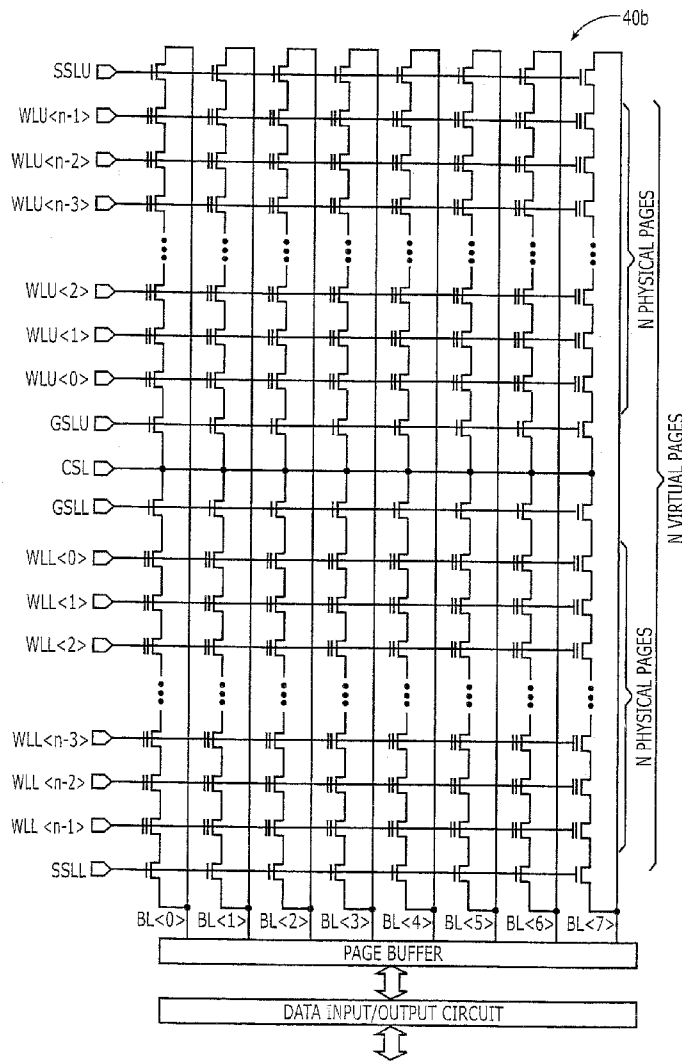 40b
SSLU
WLU<n-1>
WLU<n-2>
WLU<n-3>
WLU<2>
WLU<1>
WLU<0>
GSLU
CSL
GSLL
WLL<0>
WLL<1>
WLL<2>
WLL<n-3>
WLL <n-2>
WLL <n-1>
SSLL
N PHYSICAL PAGES
N PHYSICAL PAGES
N VIRTUAL PAGES
BL<0> BL<1> BL<2> BL<3> BL<4> BL<5> BL<6> BL<7>
PAGE BUFFER
DATA INPUT/OUTPUT CIRCUIT